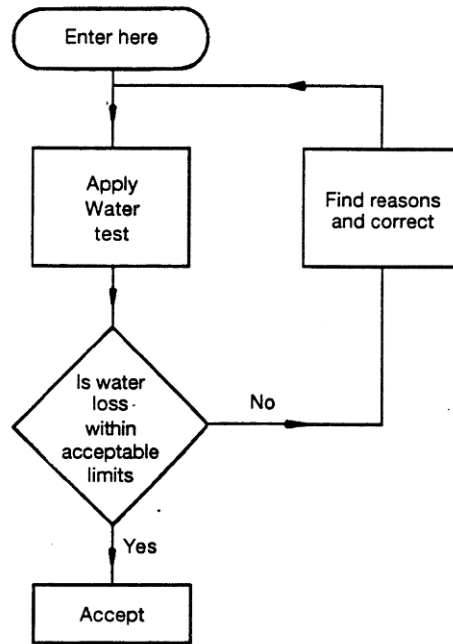 Enter here
Apply
Water
test
Find reasons
and correct
Is water
loss
within
acceptable
limits
No
Yes
Accept